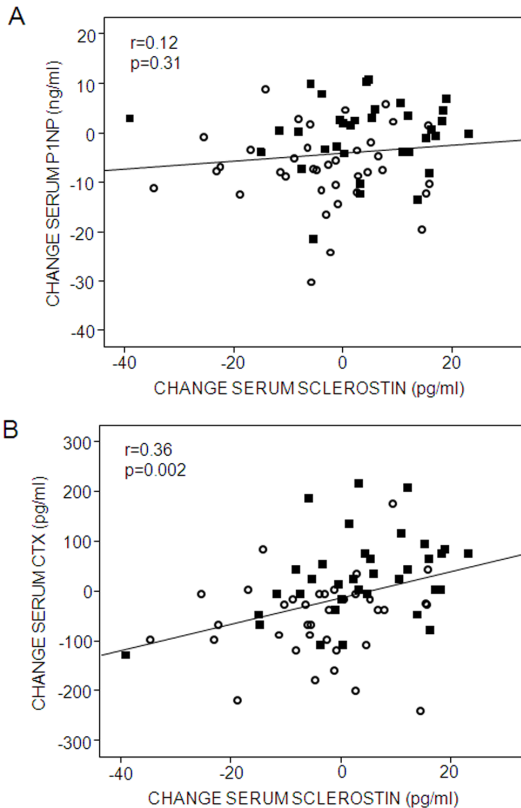 A
r=0.12
p=0.31
CHANGE SERUM P1NP (ng/ml)
20
10
0
-10
-20
-30
-40
-40
-20
0
20
CHANGE SERUM SCLEROSTIN (pg/ml)
B
r=0.36
p=0.002
CHANGE SERUM CTX (pg/ml)
300
200
100
0
-100
-200
-300
-40
-20
0
20
CHANGE SERUM SCLEROSTIN (pg/ml)